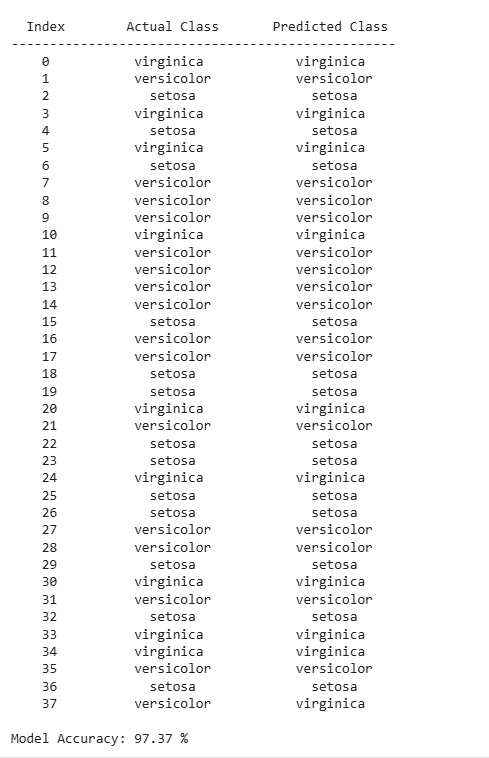 Index Actual Class Predicted Class
--------------------------------------------------
0 virginica virginica
1 versicolor versicolor
2 setosa setosa
3 virginica virginica
4 setosa setosa
5 virginica virginica
6 setosa setosa
7 versicolor versicolor
8 versicolor versicolor
9 versicolor versicolor
10 virginica virginica
11 versicolor versicolor
12 versicolor versicolor
13 versicolor versicolor
14 versicolor versicolor
15 setosa setosa
16 versicolor versicolor
17 versicolor versicolor
18 setosa setosa
19 setosa setosa
20 virginica virginica
21 versicolor versicolor
22 setosa setosa
23 setosa setosa
24 virginica virginica
25 setosa setosa
26 setosa setosa
27 versicolor versicolor
28 versicolor versicolor
29 setosa setosa
30 virginica virginica
31 versicolor versicolor
32 setosa setosa
33 virginica virginica
34 virginica virginica
35 versicolor versicolor
36 setosa setosa
37 versicolor virginica
Model Accuracy: 97.37 %